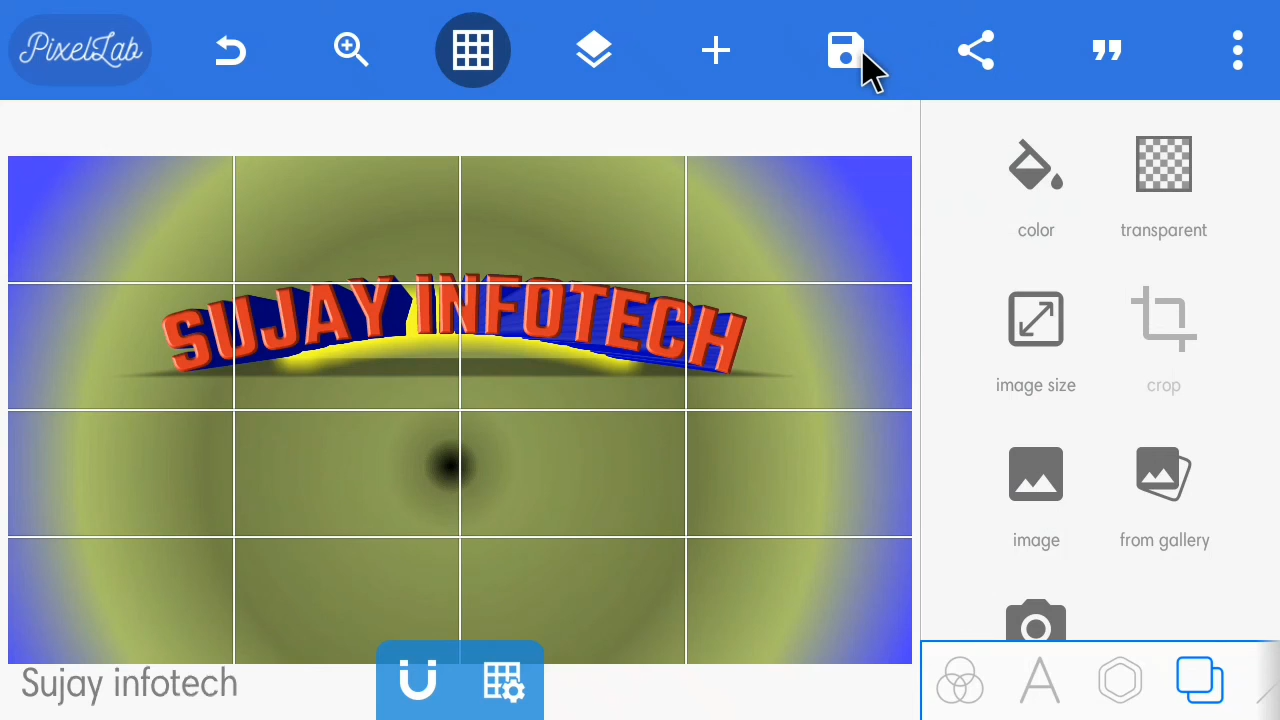 PixelLab
color
transparent
SUJAY INFOTECH
image size
crop
image
from gallery
Sujay infotech